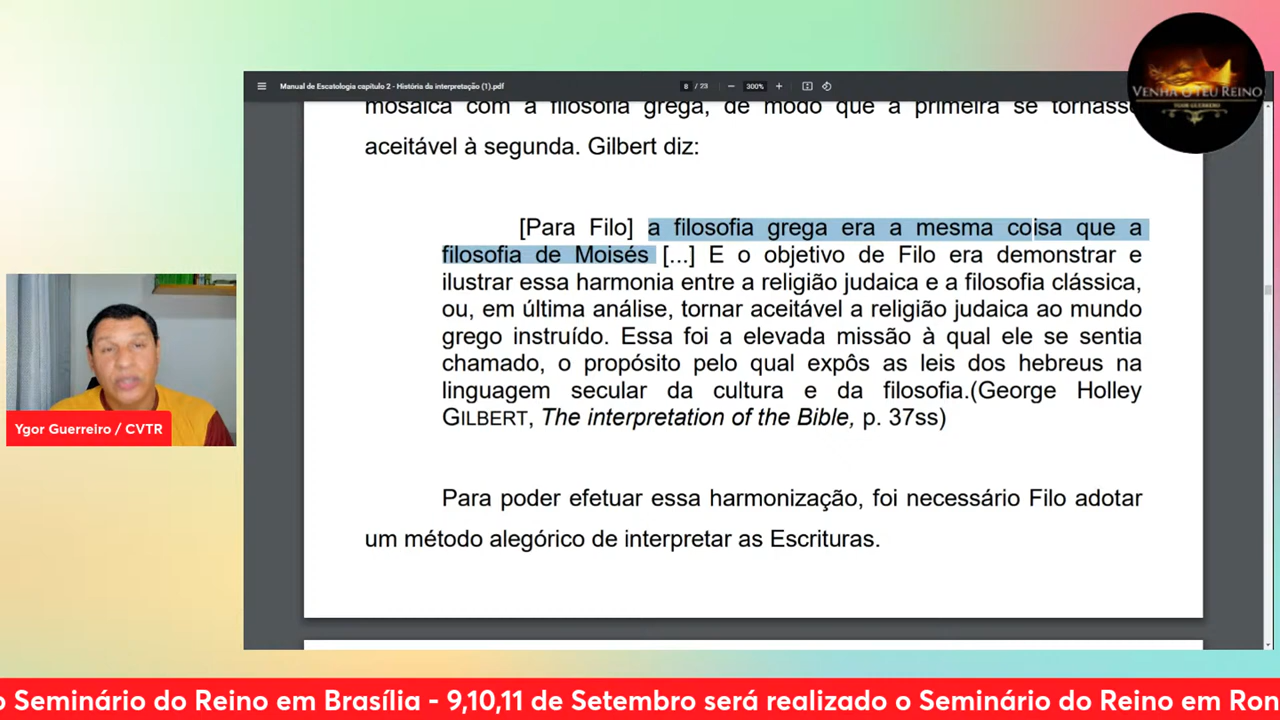 VENHA O TEU REINO
YGOR GUERREIRO
Manual de Escatologia capítulo 2 - História da interpretação (1).pdf
8 / 23
300%
mosaica com a filosofia grega, de modo que a primeira se tornasse
aceitável à segunda. Gilbert diz:
[Para Filo] a filosofia grega era a mesma coisa que a
filosofia de Moisés [...] E o objetivo de Filo era demonstrar e
ilustrar essa harmonia entre a religião judaica e a filosofia clássica,
ou, em última análise, tornar aceitável a religião judaica ao mundo
grego instruído. Essa foi a elevada missão à qual ele se sentia
chamado, o propósito pelo qual expôs as leis dos hebreus na
linguagem secular da cultura e da filosofia.(George Holley
GILBERT, The interpretation of the Bible, p. 37ss)
Para poder efetuar essa harmonização, foi necessário Filo adotar
um método alegórico de interpretar as Escrituras.
Ygor Guerreiro / CVTR
o Seminário do Reino em Brasília - 9,10,11 de Setembro será realizado o Seminário do Reino em Ron